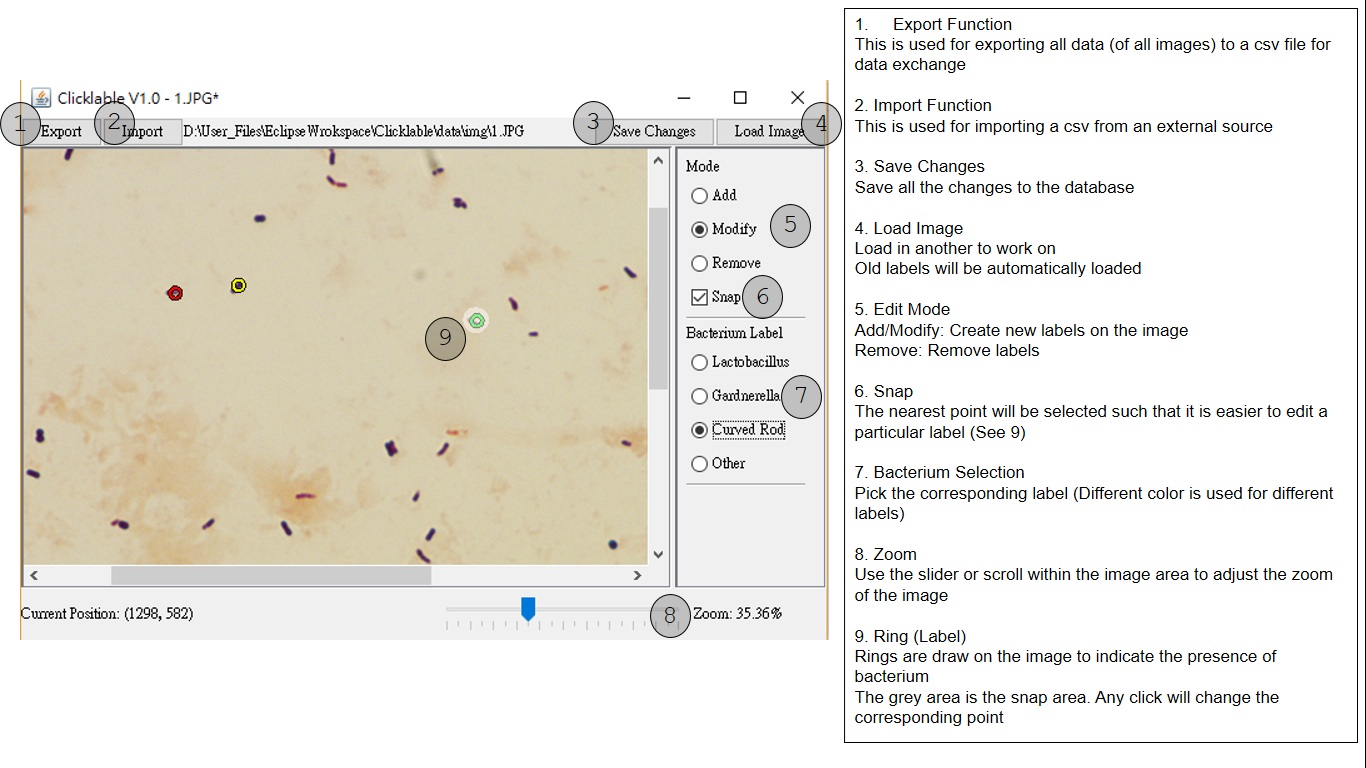 Clicklable V1.0 - 1.JPG*
1 Export 2 Import D:\User_Files\Eclipse Wrokspace\Clicklable\data\img\1.JPG 3 Save Changes Load Image 4
Mode
Add
Modify 5
Remove
Snap 6
Bacterium Label
Lactobacillus
Gardnerella 7
Curved Rod
Other
9
Current Position: (1298, 582) 8 Zoom: 35.36%
1. Export Function
This is used for exporting all data (of all images) to a csv file for
data exchange
2. Import Function
This is used for importing a csv from an external source
3. Save Changes
Save all the changes to the database
4. Load Image
Load in another to work on
Old labels will be automatically loaded
5. Edit Mode
Add/Modify: Create new labels on the image
Remove: Remove labels
6. Snap
The nearest point will be selected such that it is easier to edit a
particular label (See 9)
7. Bacterium Selection
Pick the corresponding label (Different color is used for different
labels)
8. Zoom
Use the slider or scroll within the image area to adjust the zoom
of the image
9. Ring (Label)
Rings are draw on the image to indicate the presence of
bacterium
The grey area is the snap area. Any click will change the
corresponding point